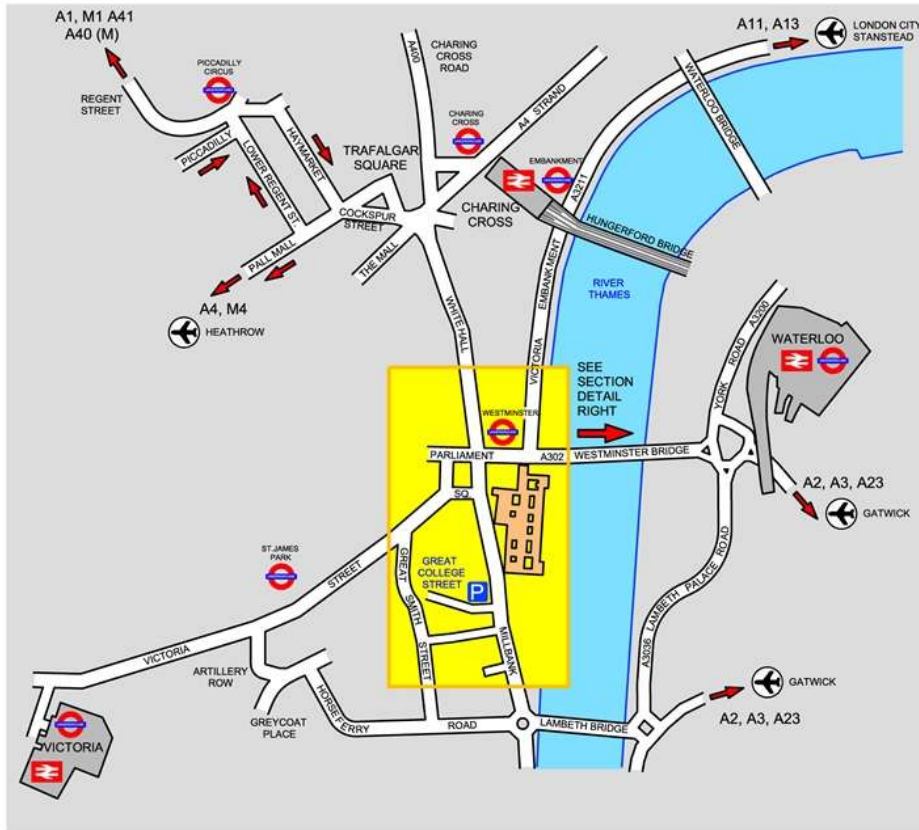 A1, M1 A41
A40 (M)
PICCADILLY
CIRCUS
REGENT
STREET
PICCADILLY
LOWER REGENT ST.
HAYMARKET
PALL MALL
A4, M4
HEATHROW
A400
CHARING
CROSS
ROAD
CHARING
CROSS
A4 STRAND
TRAFALGAR
SQUARE
COCKSPUR
STREET
THE MALL
EMBANKMENT
CHARING
CROSS
A3211
HUNGERFORD BRIDGE
WATERLOO BRIDGE
A11, A13
LONDON CITY
STANSTEAD
RIVER
THAMES
WHITE HALL
VICTORIA EMBANKMENT
SEE
SECTION
DETAIL
RIGHT
WESTMINSTER
PARLIAMENT
SQ.
A302
WESTMINSTER BRIDGE
YORK ROAD A3200
WATERLOO
A2, A3, A23
GATWICK
ST.JAMES
PARK
VICTORIA STREET
GREAT SMITH STREET
GREAT
COLLEGE
STREET
P
MILLBANK
ARTILLERY
ROW
GREYCOAT
PLACE
HORSE FERRY ROAD
LAMBETH BRIDGE
A3036 LAMBETH PALACE ROAD
GATWICK
A2, A3, A23
VICTORIA